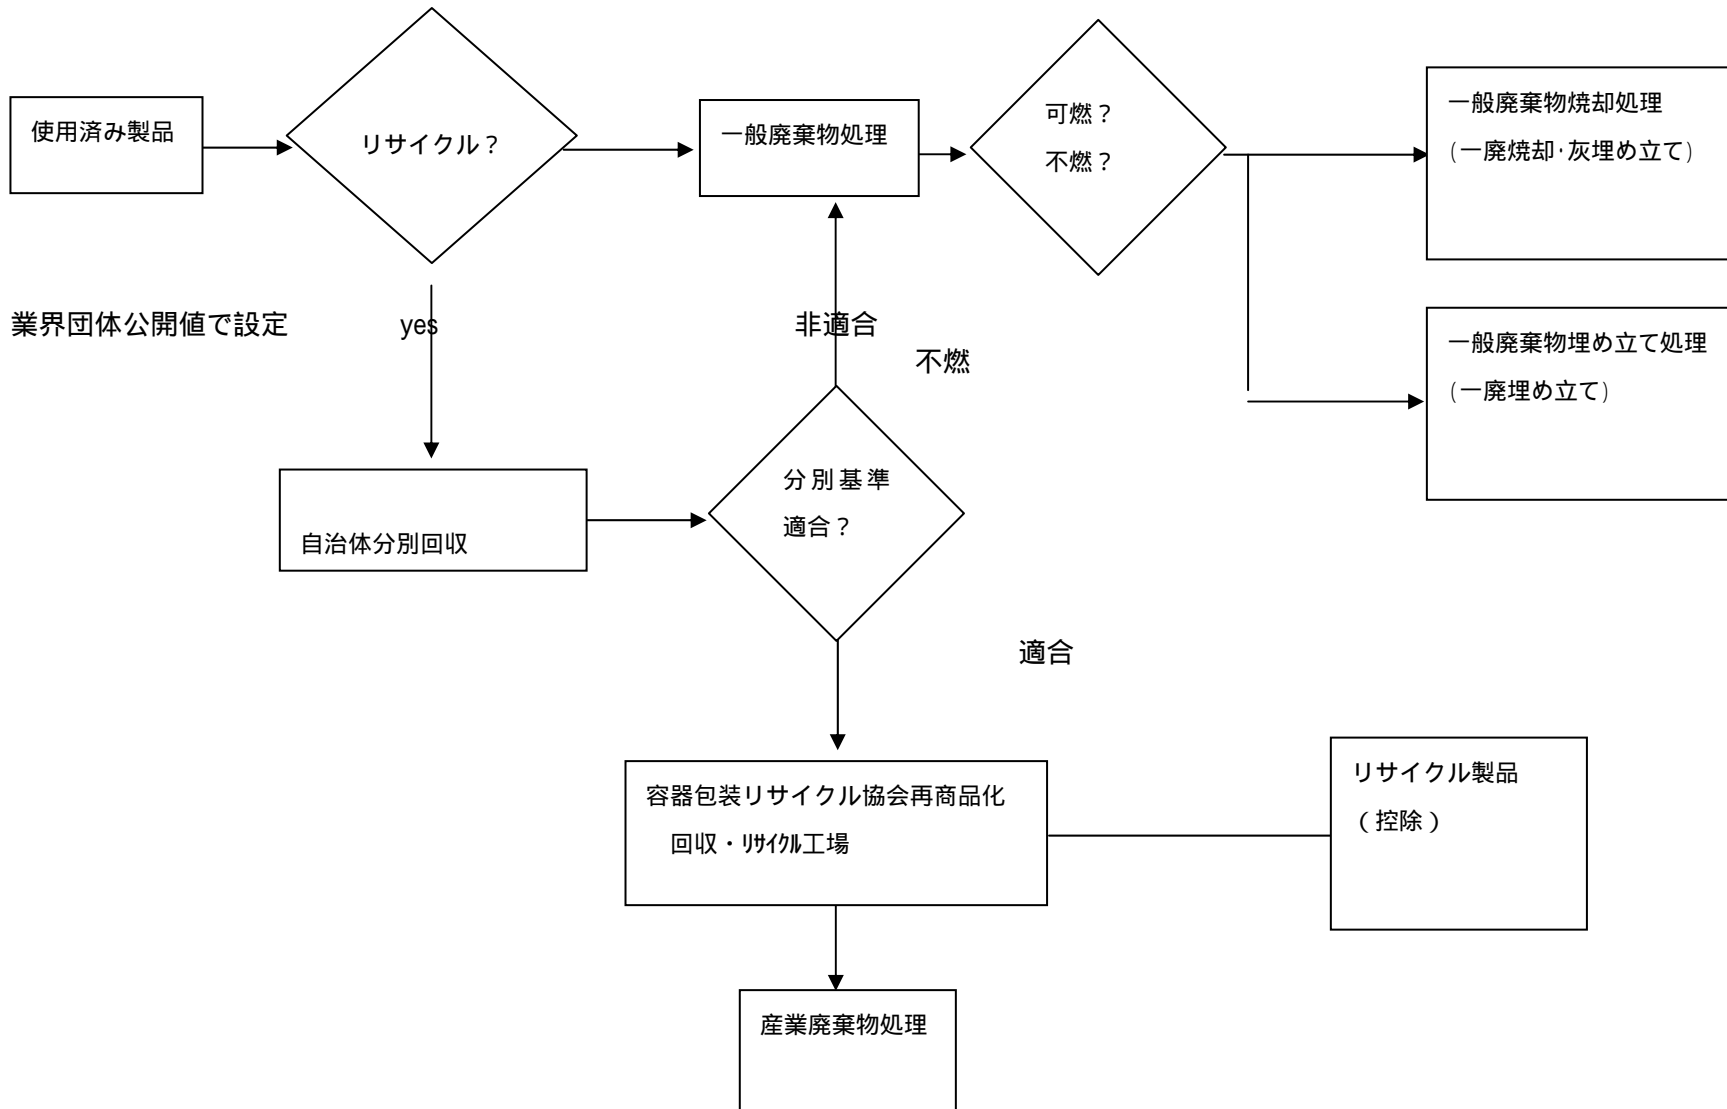 使用済み製品
リサイクル？
一般廃棄物処理
可燃？
不燃？
一般廃棄物焼却処理
(一廃焼却･灰埋め立て)
業界団体公開値で設定
yes
非適合
不燃
一般廃棄物埋め立て処理
(一廃埋め立て)
自治体分別回収
分別基準
適合？
適合
容器包装リサイクル協会再商品化
回収・ﾘｻｲｸﾙ工場
リサイクル製品
（控除）
産業廃棄物処理